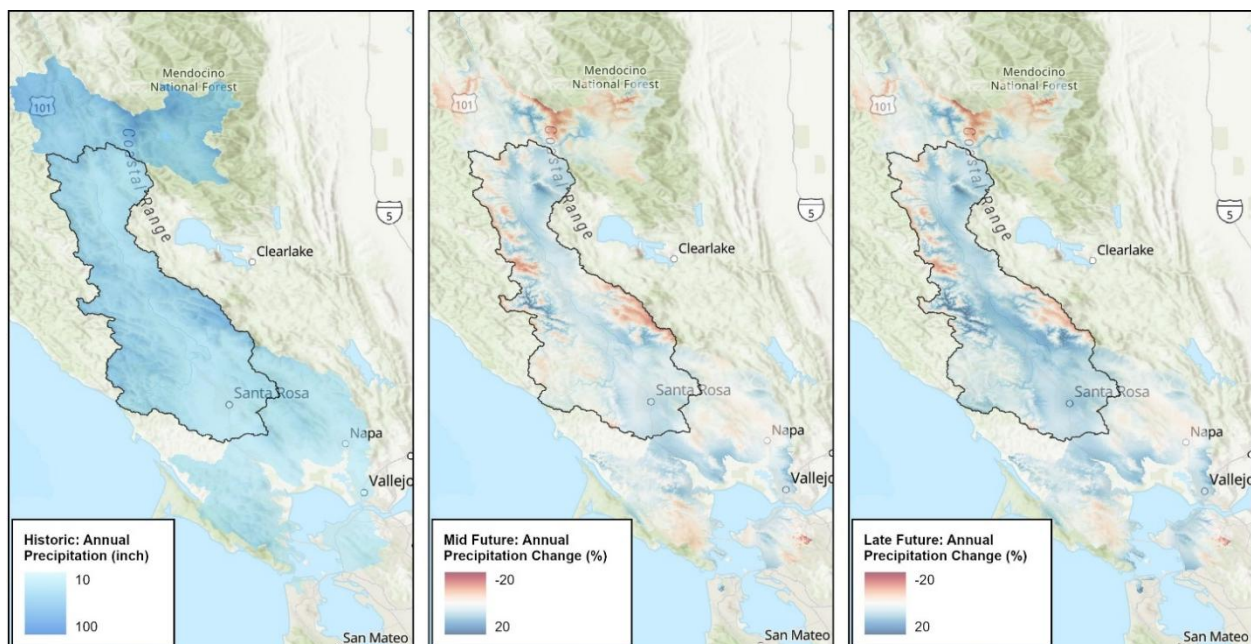 Mendocino
National Forest
101
Coastal Range
5
Clearlake
Santa Rosa
Napa
Vallejo
San Mateo
Historic: Annual
Precipitation (inch)
10
100
Mendocino
National Forest
101
Coastal Range
5
Clearlake
Santa Rosa
Napa
Vallejo
San Mateo
Mid Future: Annual
Precipitation Change (%)
-20
20
Mendocino
National Forest
101
Coastal Range
5
Clearlake
Santa Rosa
Napa
Vallejo
San Mateo
Late Future: Annual
Precipitation Change (%)
-20
20